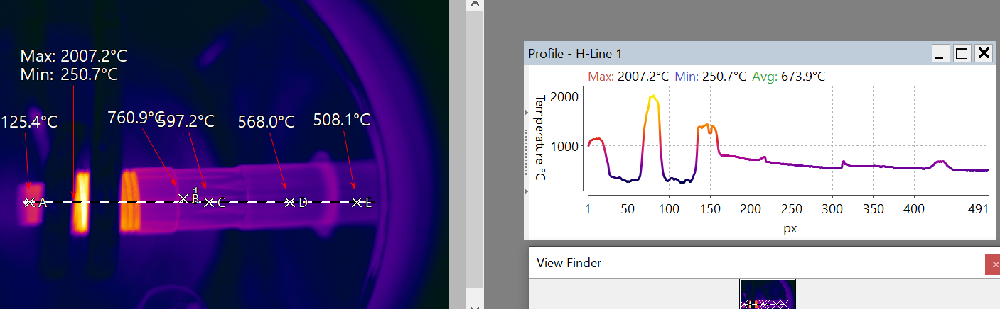 Max: 2007.2°C
Min: 250.7°C
125.4°C
760.9°C
597.2°C
568.0°C
508.1°C
A
1
B
C
D
E
Profile - H-Line 1
Max: 2007.2°C Min: 250.7°C Avg: 673.9°C
Temperature °C
2000
1000
1 50 100 150 200 250 300 350 400 491
px
View Finder